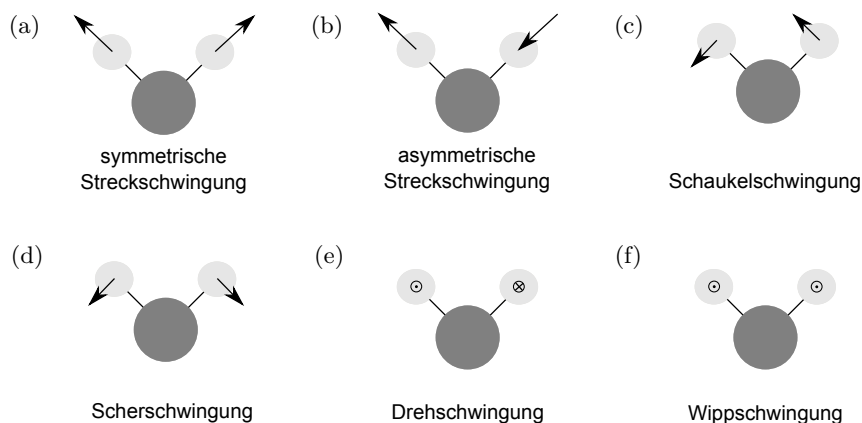 (a)
(b)
(c)
symmetrische
Streckschwingung
asymmetrische
Streckschwingung
Schaukelschwingung
(d)
(e)
(f)
Scherschwingung
Drehschwingung
Wippschwingung